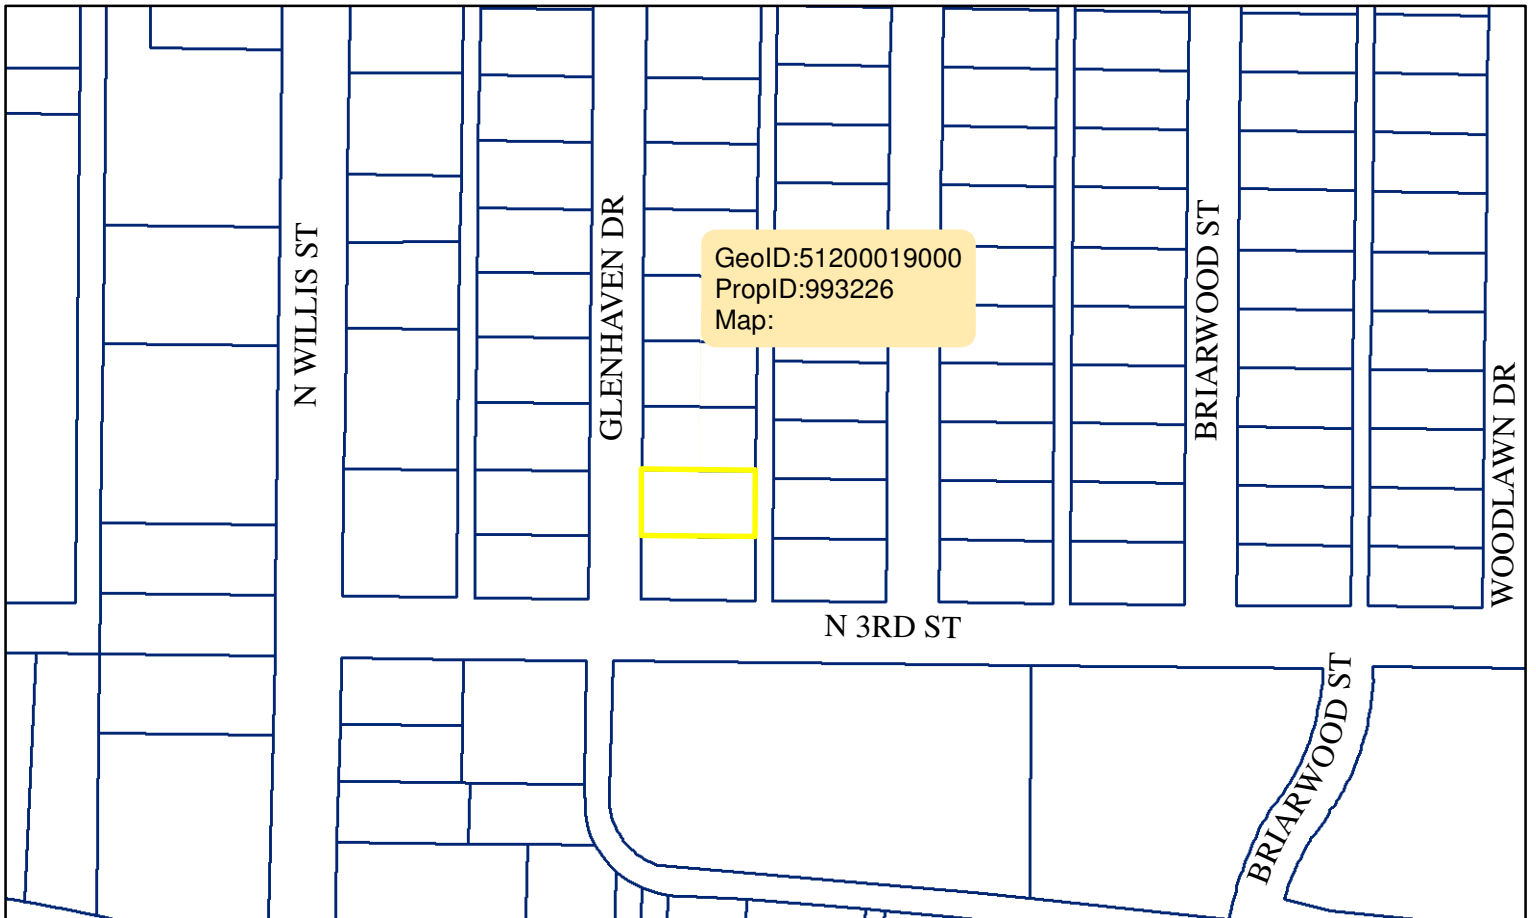 N WILLIS ST
GLENHAVEN DR
GeoID:51200019000
PropID:993226
Map:
BRIARWOOD ST
WOODLAWN DR
N 3RD ST
BRIARWOOD ST